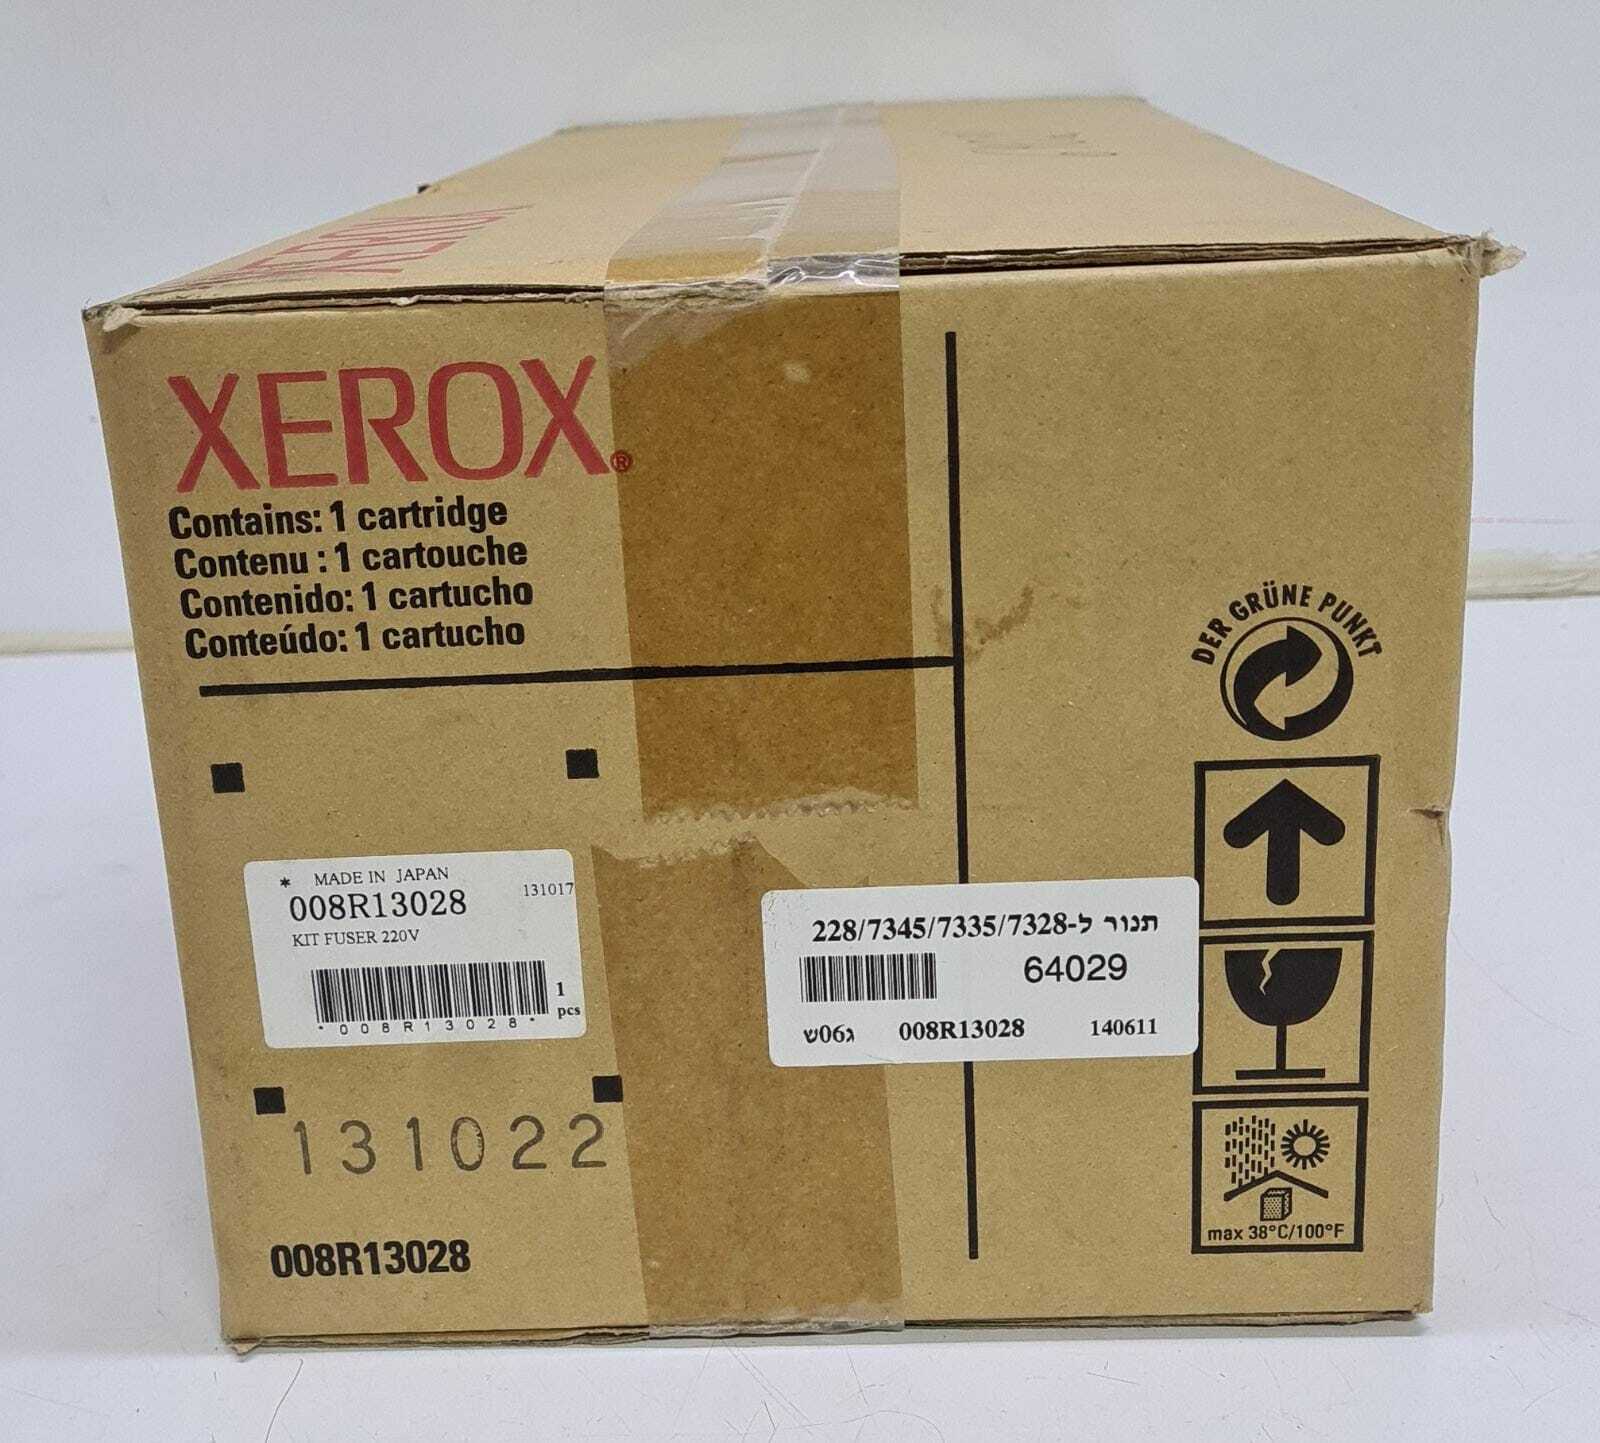 XEROX®
Contains: 1 cartridge
Contenu : 1 cartouche
Contenido: 1 cartucho
Conteúdo: 1 cartucho
DER GRÜNE PUNKT
* MADE IN JAPAN
008R13028 131017
KIT FUSER 220V
1
pcs
*008R13028*
תנור ל-228/7345/7335/7328
64029
ג06ש 008R13028 140611
131022
max 38°C/100°F
008R13028